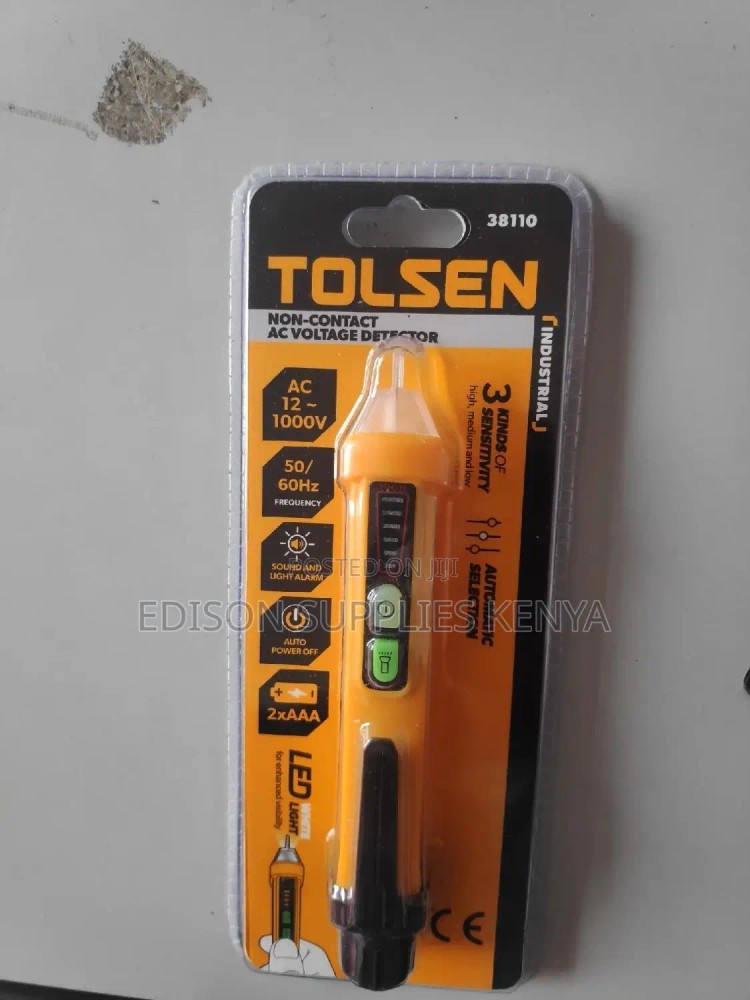 38110
TOLSEN
NON-CONTACT
AC VOLTAGE DETECTOR
INDUSTRIAL
AC
12 ~
1000V
50/
60Hz
FREQUENCY
SOUND AND
LIGHT ALARM
AUTO
POWER OFF
2xAAA
LED WHITE
LIGHT
for enhanced visibility
3 KINDS OF
SENSITIVITY
high, medium and low
AUTOMATIC
SELECTION
POSTED ON JIJI
EDISON SUPPLIES KENYA
CE